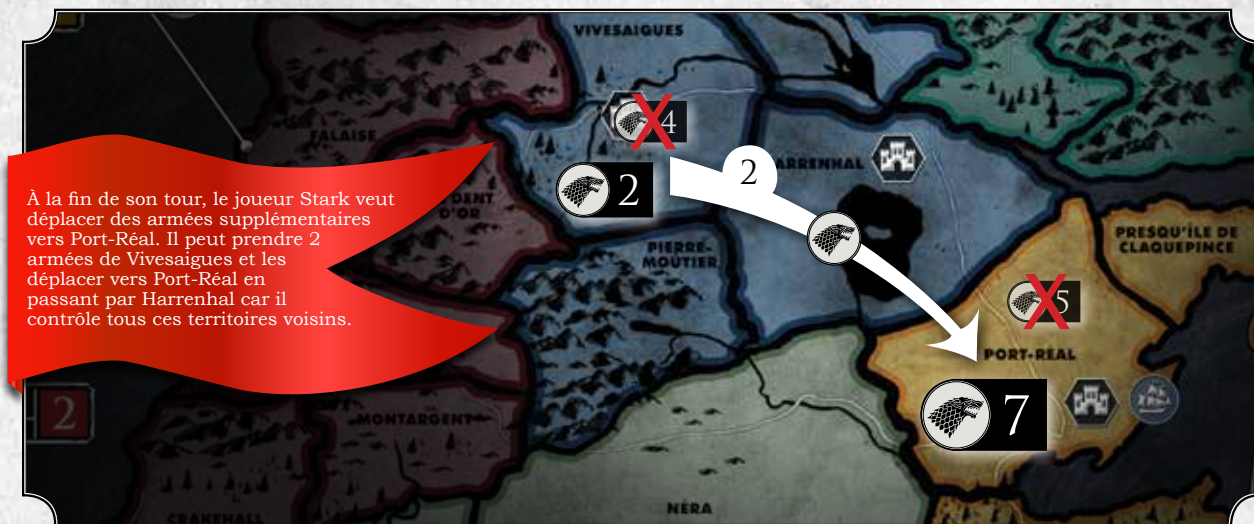 VIVESAIGUES
FALAISE
4
2
2
ARRENHAL
DENT
D'OR
À la fin de son tour, le joueur Stark veut
déplacer des armées supplémentaires
vers Port-Réal. Il peut prendre 2
armées de Vivesaigues et les
déplacer vers Port-Réal en
passant par Harrenhal car il
contrôle tous ces territoires voisins.
PIERRE-
MOUTIER
PRESQU'ÎLE DE
CLAQUEPINCE
5
PORT-RÉAL
7
2
MONTARGENT
CRAKEHALL
NÉRA